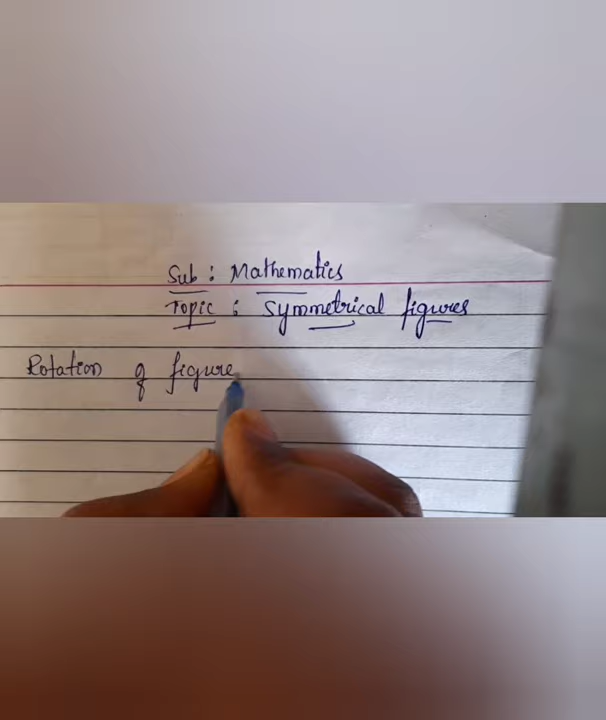 Sub : Mathematics
Topic : Symmetrical figures
Rotation of figure